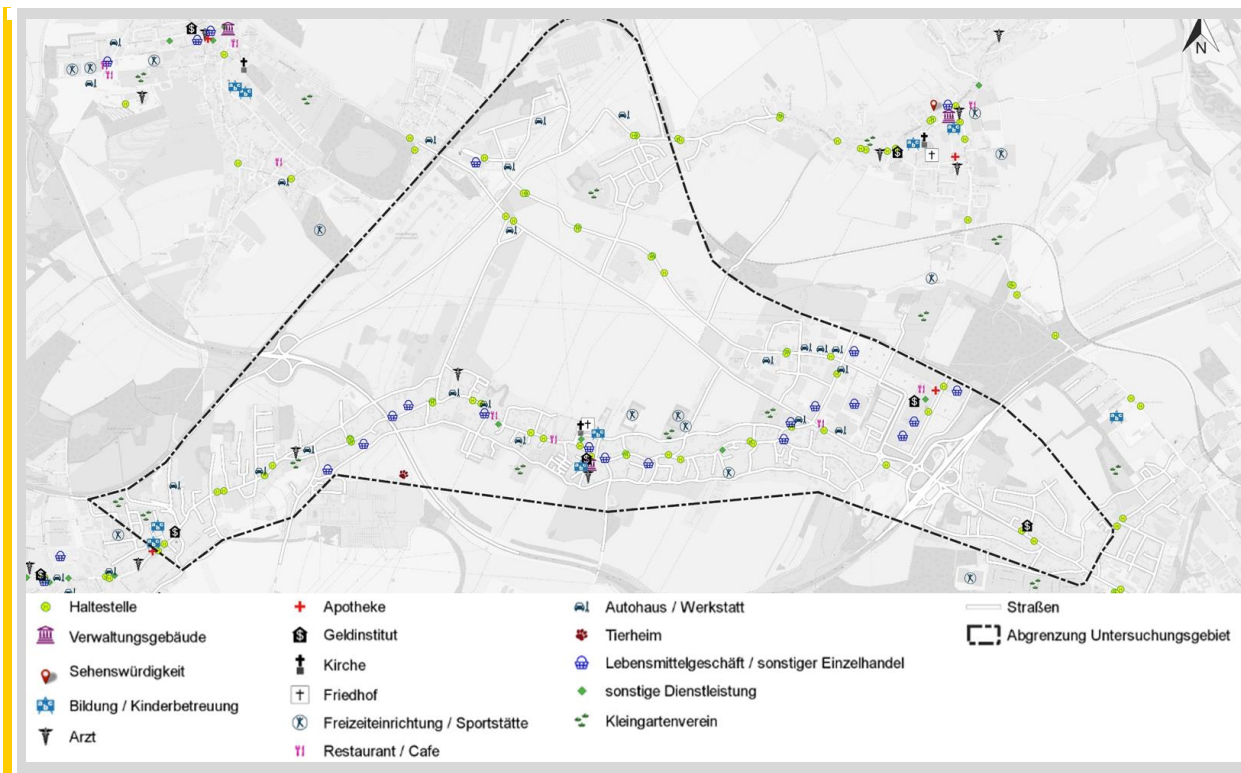 N
Haltestelle
Verwaltungsgebäude
Sehenswürdigkeit
Bildung / Kinderbetreuung
Arzt
Apotheke
Geldinstitut
Kirche
Friedhof
Freizeiteinrichtung / Sportstätte
Restaurant / Cafe
Autohaus / Werkstatt
Tierheim
Lebensmittelgeschäft / sonstiger Einzelhandel
sonstige Dienstleistung
Kleingartenverein
Straßen
Abgrenzung Untersuchungsgebiet